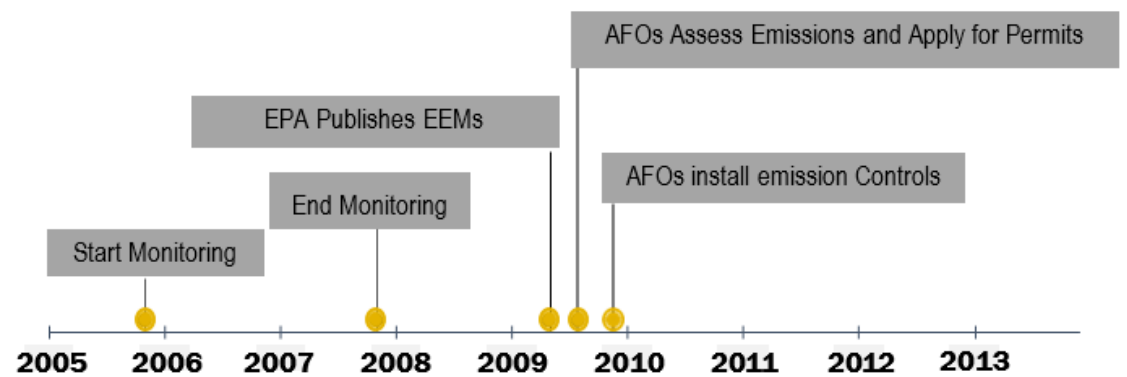 AFOs Assess Emissions and Apply for Permits
EPA Publishes EEMs
AFOs install emission Controls
End Monitoring
Start Monitoring
2005 2006 2007 2008 2009 2010 2011 2012 2013